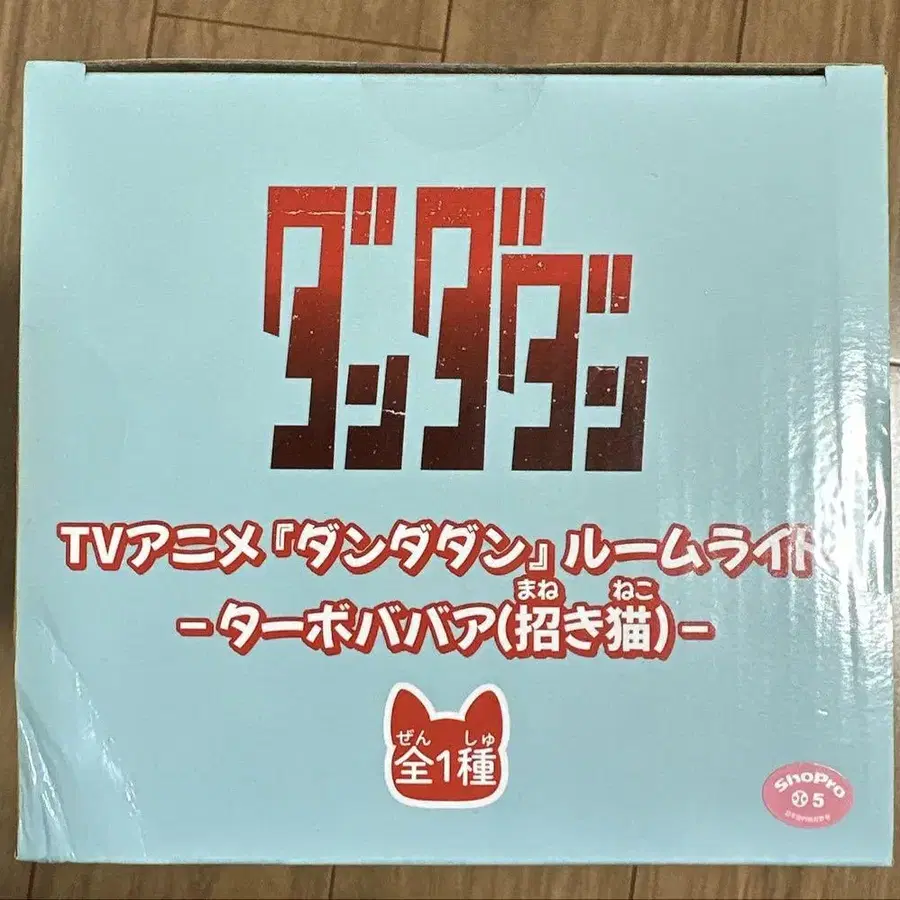 ダンダダン
TVアニメ『ダンダダン』ルームライト
まね ねこ
-ターボババア(招き猫)-
ぜん しゅ
全1種
ShoPro
5